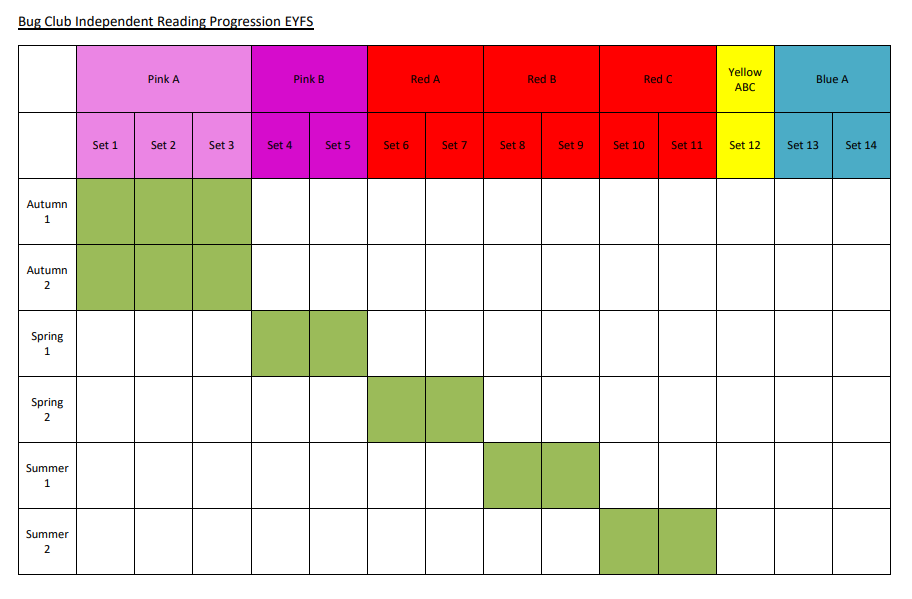 Bug Club Independent Reading Progression EYFS
Pink A
Pink B
Red A
Red B
Red C
Yellow
ABC
Blue A
Set 1
Set 2
Set 3
Set 4
Set 5
Set 6
Set 7
Set 8
Set 9
Set 10
Set 11
Set 12
Set 13
Set 14
Autumn
1
Autumn
2
Spring
1
Spring
2
Summer
1
Summer
2